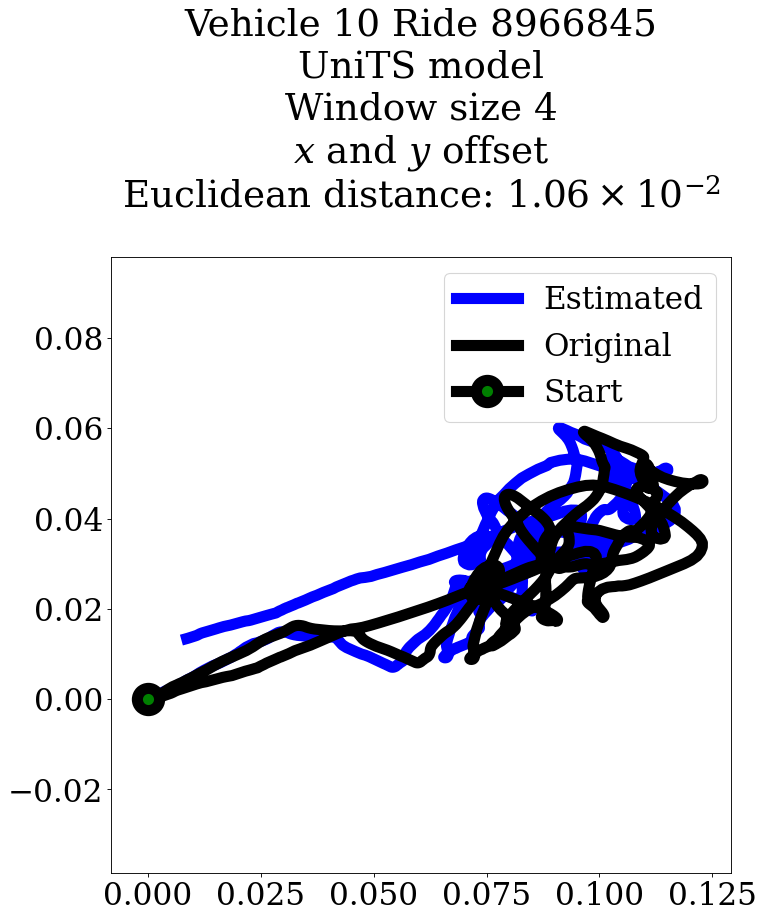 Vehicle 10 Ride 8966845
UniTS model
Window size 4
x and y offset
Euclidean distance: 1.06 × 10⁻²
Estimated
Original
Start
0.08
0.06
0.04
0.02
0.00
−0.02
0.000 0.025 0.050 0.075 0.100 0.125